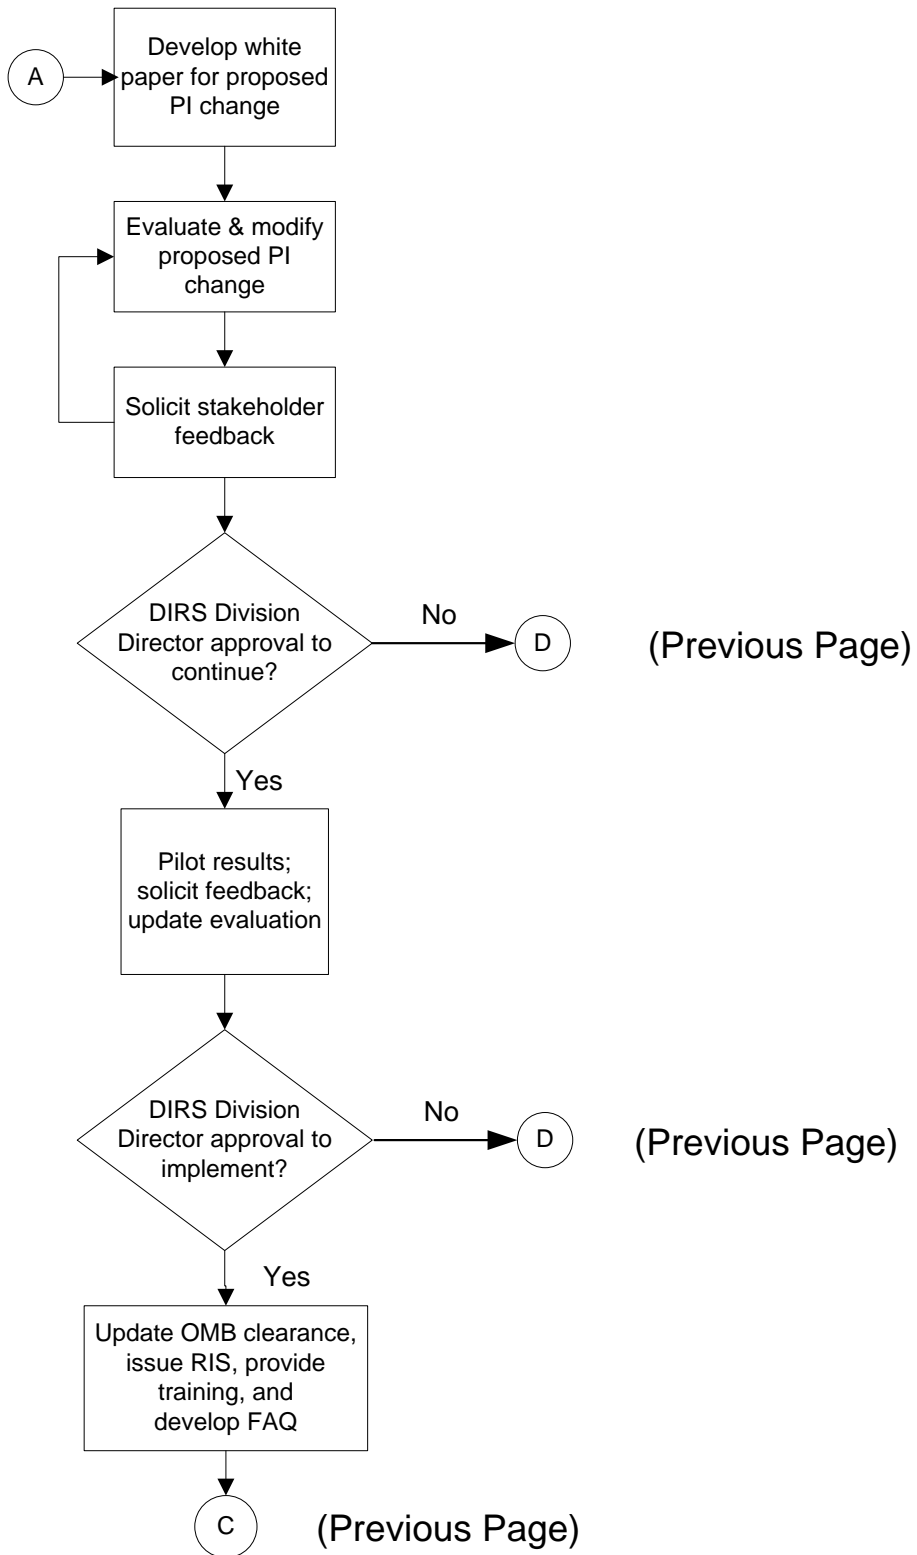 Develop white
A
paper for proposed
PI change
Evaluate & modify
proposed PI
change
Solicit stakeholder
feedback
DIRS Division
Director approval to
continue?
No
D
(Previous Page)
Yes
Pilot results;
solicit feedback;
update evaluation
DIRS Division
Director approval to
implement?
No
D
(Previous Page)
Yes
Update OMB clearance,
issue RIS, provide
training, and
develop FAQ
C
(Previous Page)